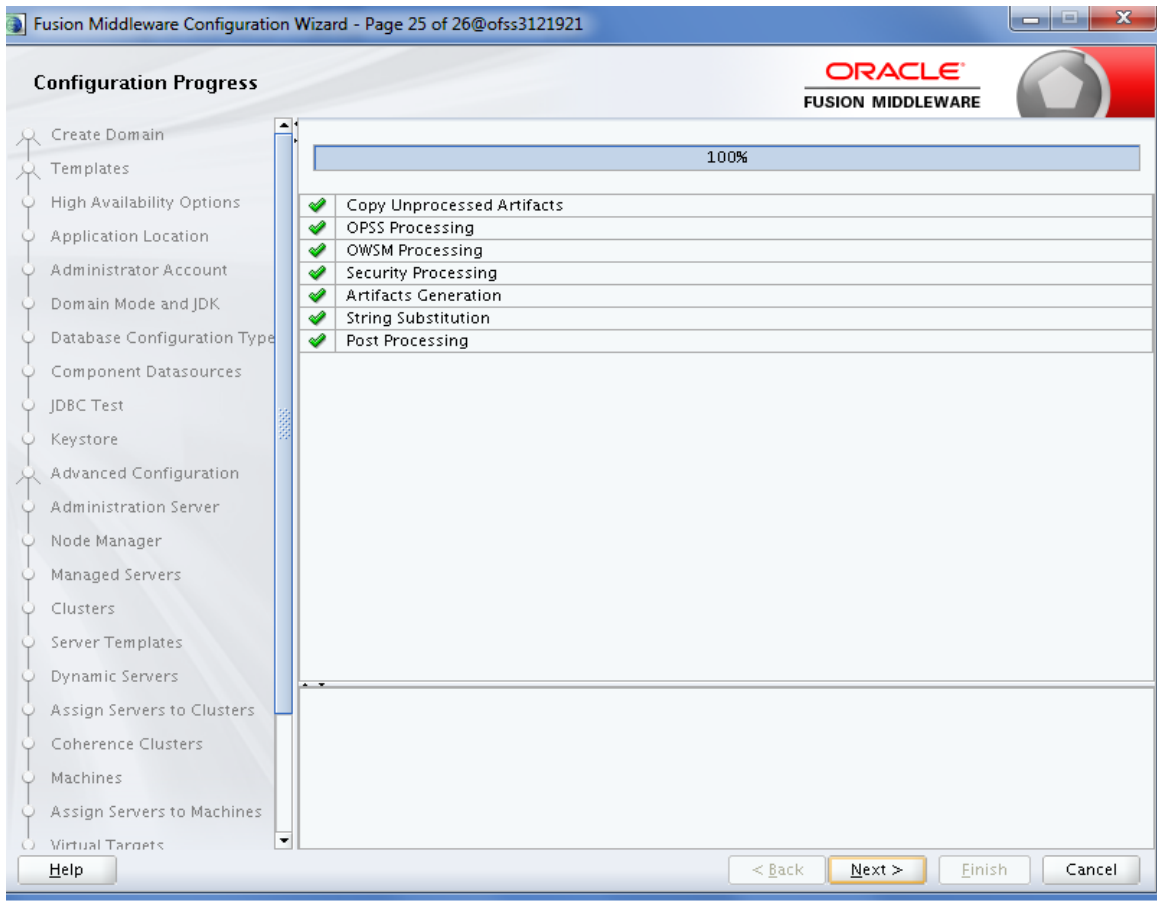 Fusion Middleware Configuration Wizard - Page 25 of 26@ofss3121921
Configuration Progress
ORACLE
FUSION MIDDLEWARE
Create Domain
Templates
High Availability Options
Application Location
Administrator Account
Domain Mode and JDK
Database Configuration Type
Component Datasources
JDBC Test
Keystore
Advanced Configuration
Administration Server
Node Manager
Managed Servers
Clusters
Server Templates
Dynamic Servers
Assign Servers to Clusters
Coherence Clusters
Machines
Assign Servers to Machines
Virtual Targets
100%
Copy Unprocessed Artifacts
OPSS Processing
OWSM Processing
Security Processing
Artifacts Generation
String Substitution
Post Processing
Help
< Back
Next >
Finish
Cancel